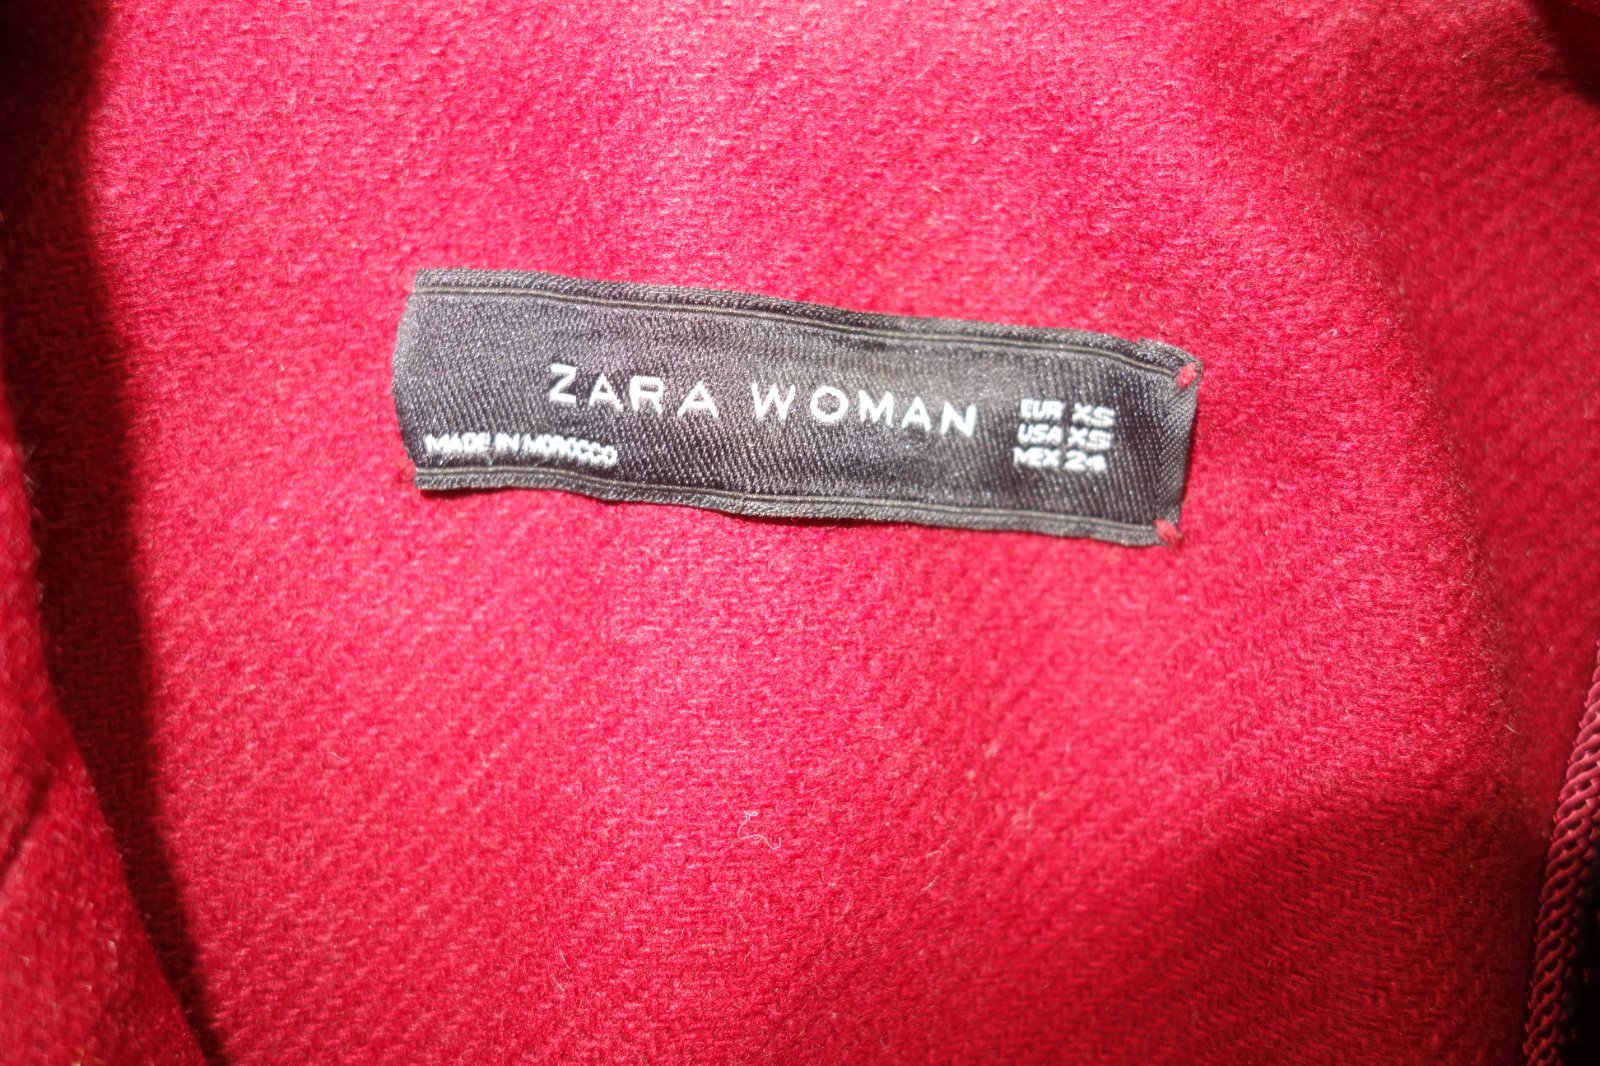 ZARA WOMAN
MADE IN MOROCCO
EUR XS
USA XS
MEX 24